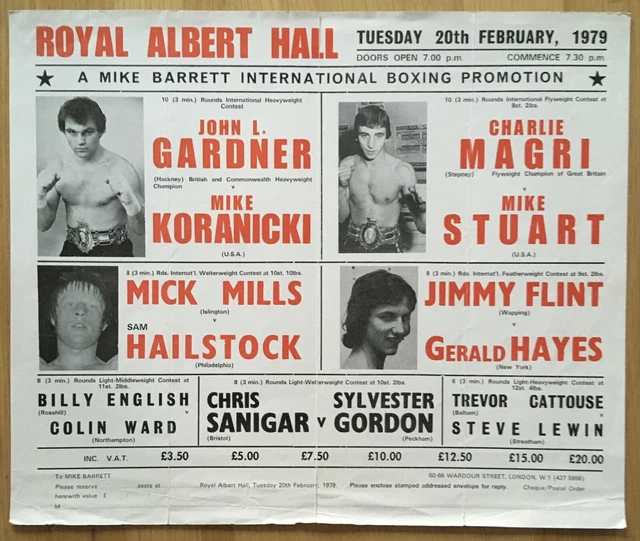 ROYAL ALBERT HALL
TUESDAY 20th FEBRUARY, 1979
DOORS OPEN 7.00 p.m. COMMENCE 7.30 p.m.
★ A MIKE BARRETT INTERNATIONAL BOXING PROMOTION ★
10 (3 min.) Rounds International Heavyweight
Contest
JOHN L.
GARDNER
(Hackney) British and Commonwealth Heavyweight
Champion
v
MIKE
KORANICKI
(U.S.A.)
10 (3 min.) Rounds International Flyweight Contest at
8st. 2lbs.
CHARLIE
MAGRI
(Stepney) Flyweight Champion of Great Britain
v
MIKE
STUART
(U.S.A.)
8 (3 min.) Rds. Internat'l. Welterweight Contest at 10st. 10lbs.
MICK MILLS
(Islington)
v
SAM
HAILSTOCK
(Philadelphia)
8 (3 min.) Rds. Internat'l. Featherweight Contest at 9st. 2lbs.
JIMMY FLINT
(Wapping)
v
GERALD HAYES
(New York)
8 (3 min.) Rounds Light-Middleweight Contest at
11st. 2lbs.
BILLY ENGLISH
(Rosehill) v
COLIN WARD
(Northampton)
8 (3 min.) Rounds Light-Welterweight Contest at 10st. 2lbs.
CHRIS SYLVESTER
SANIGAR v GORDON
(Bristol) (Peckham)
6 (3 min.) Rounds Light-Heavyweight Contest at
12st. 4lbs.
TREVOR CATTOUSE
(Balham) v
STEVE LEWIN
(Streatham)
INC. V.A.T. £3.50 £5.00 £7.50 £10.00 £12.50 £15.00 £20.00
To MIKE BARRETT 60-66 WARDOUR STREET, LONDON, W.1 (437 5956)
Please reserve seats at Royal Albert Hall, Tuesday 20th February, 1979. Please enclose stamped addressed envelope for reply. Cheque/Postal Order
herewith value £
M